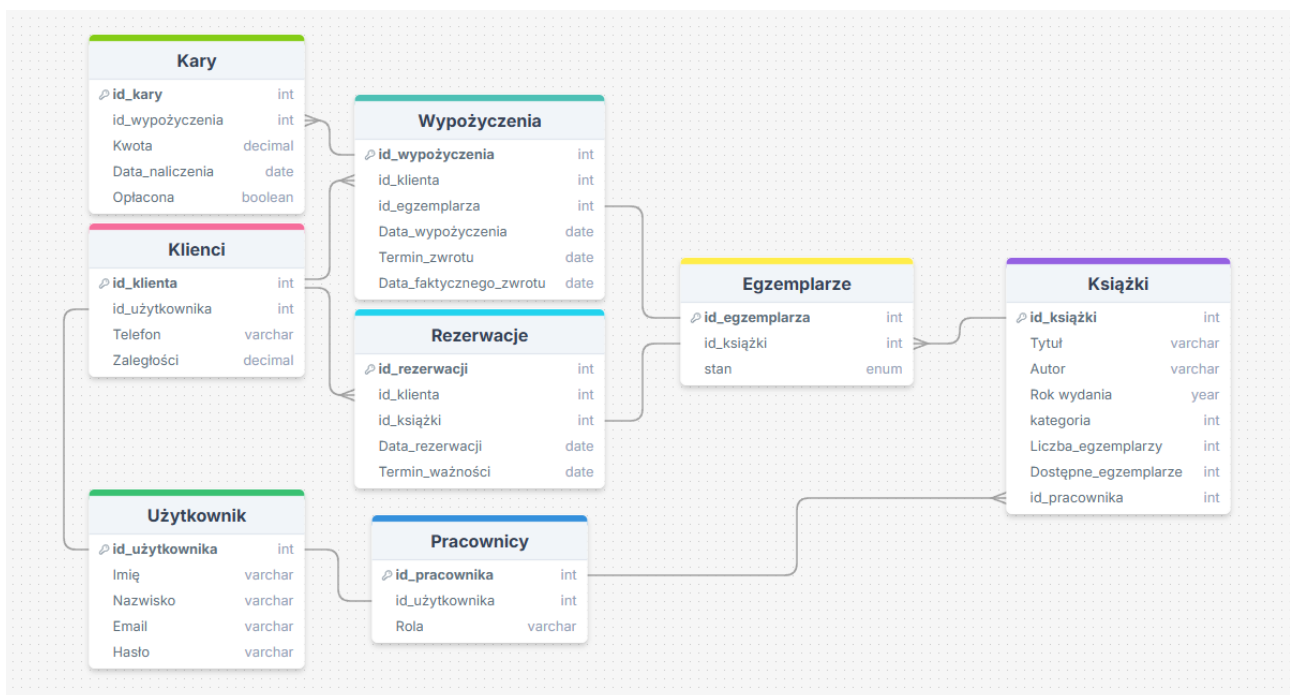 Kary
id_kary int
id_wypożyczenia int
Kwota decimal
Data_naliczenia date
Opłacona boolean
Klienci
id_klienta int
id_użytkownika int
Telefon varchar
Zaległości decimal
Użytkownik
id_użytkownika int
Imię varchar
Nazwisko varchar
Email varchar
Hasło varchar
Wypożyczenia
id_wypożyczenia int
id_klienta int
id_egzemplarza int
Data_wypożyczenia date
Termin_zwrotu date
Data_faktycznego_zwrotu date
Rezerwacje
id_rezerwacji int
id_klienta int
id_książki int
Data_rezerwacji date
Termin_ważności date
Pracownicy
id_pracownika int
id_użytkownika int
Rola varchar
Egzemplarze
id_egzemplarza int
id_książki int
stan enum
Książki
id_książki int
Tytuł varchar
Autor varchar
Rok wydania year
kategoria int
Liczba_egzemplarzy int
Dostępne_egzemplarze int
id_pracownika int